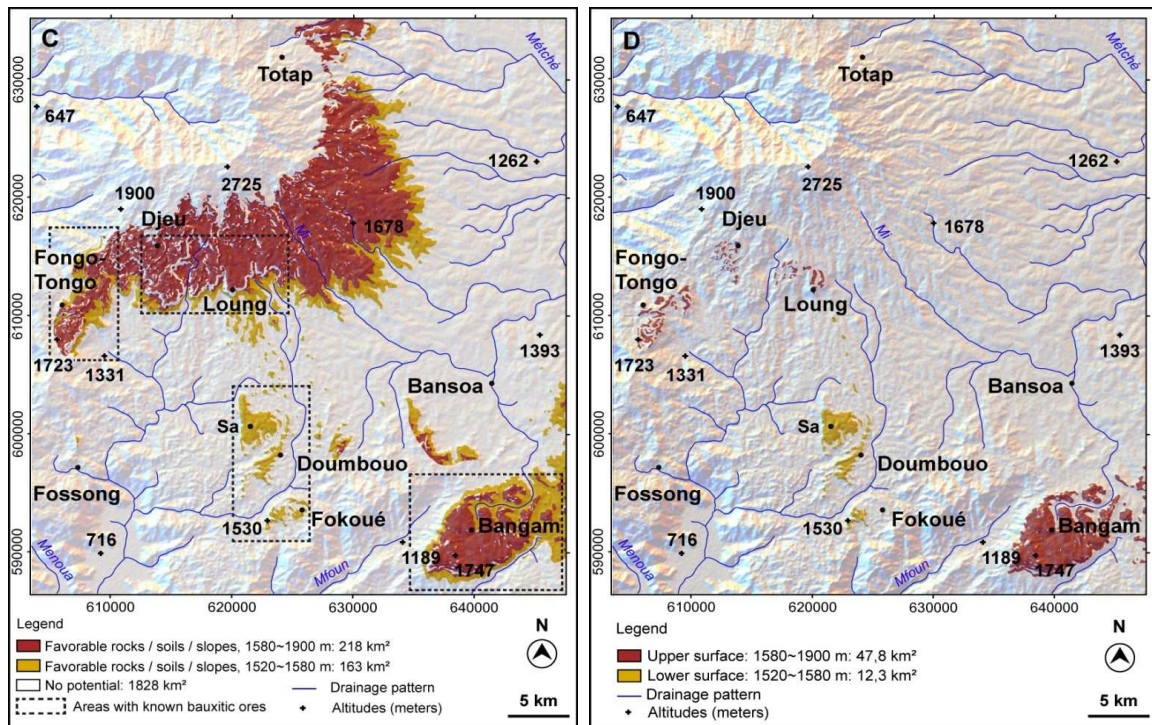 C
Totap
Métché
630000
647
1262
2725
1900
620000
Djeu
1678
Mi
Fongo-
Tongo
Loung
610000
1723
1331
1393
Bansoa
Sa
600000
Doumbouo
Fossong
Fokoué
1530
Bangam
716
590000
1189
1747
Menoua
Mfoun
610000 620000 630000 640000
Legend
Favorable rocks / soils / slopes, 1580~1900 m: 218 km²
Favorable rocks / soils / slopes, 1520~1580 m: 163 km²
No potential: 1828 km²
Drainage pattern
Areas with known bauxitic ores
Altitudes (meters)
N
5 km
D
Totap
Métché
630000
647
1262
2725
1900
620000
Djeu
1678
Mi
Fongo-
Tongo
Loung
610000
1723
1331
1393
Bansoa
Sa
600000
Doumbouo
Fossong
Fokoué
1530
Bangam
716
590000
1189
1747
Menoua
Mfoun
610000 620000 630000 640000
Legend
Upper surface: 1580~1900 m: 47,8 km²
Lower surface: 1520~1580 m: 12,3 km²
Drainage pattern
Altitudes (meters)
N
5 km